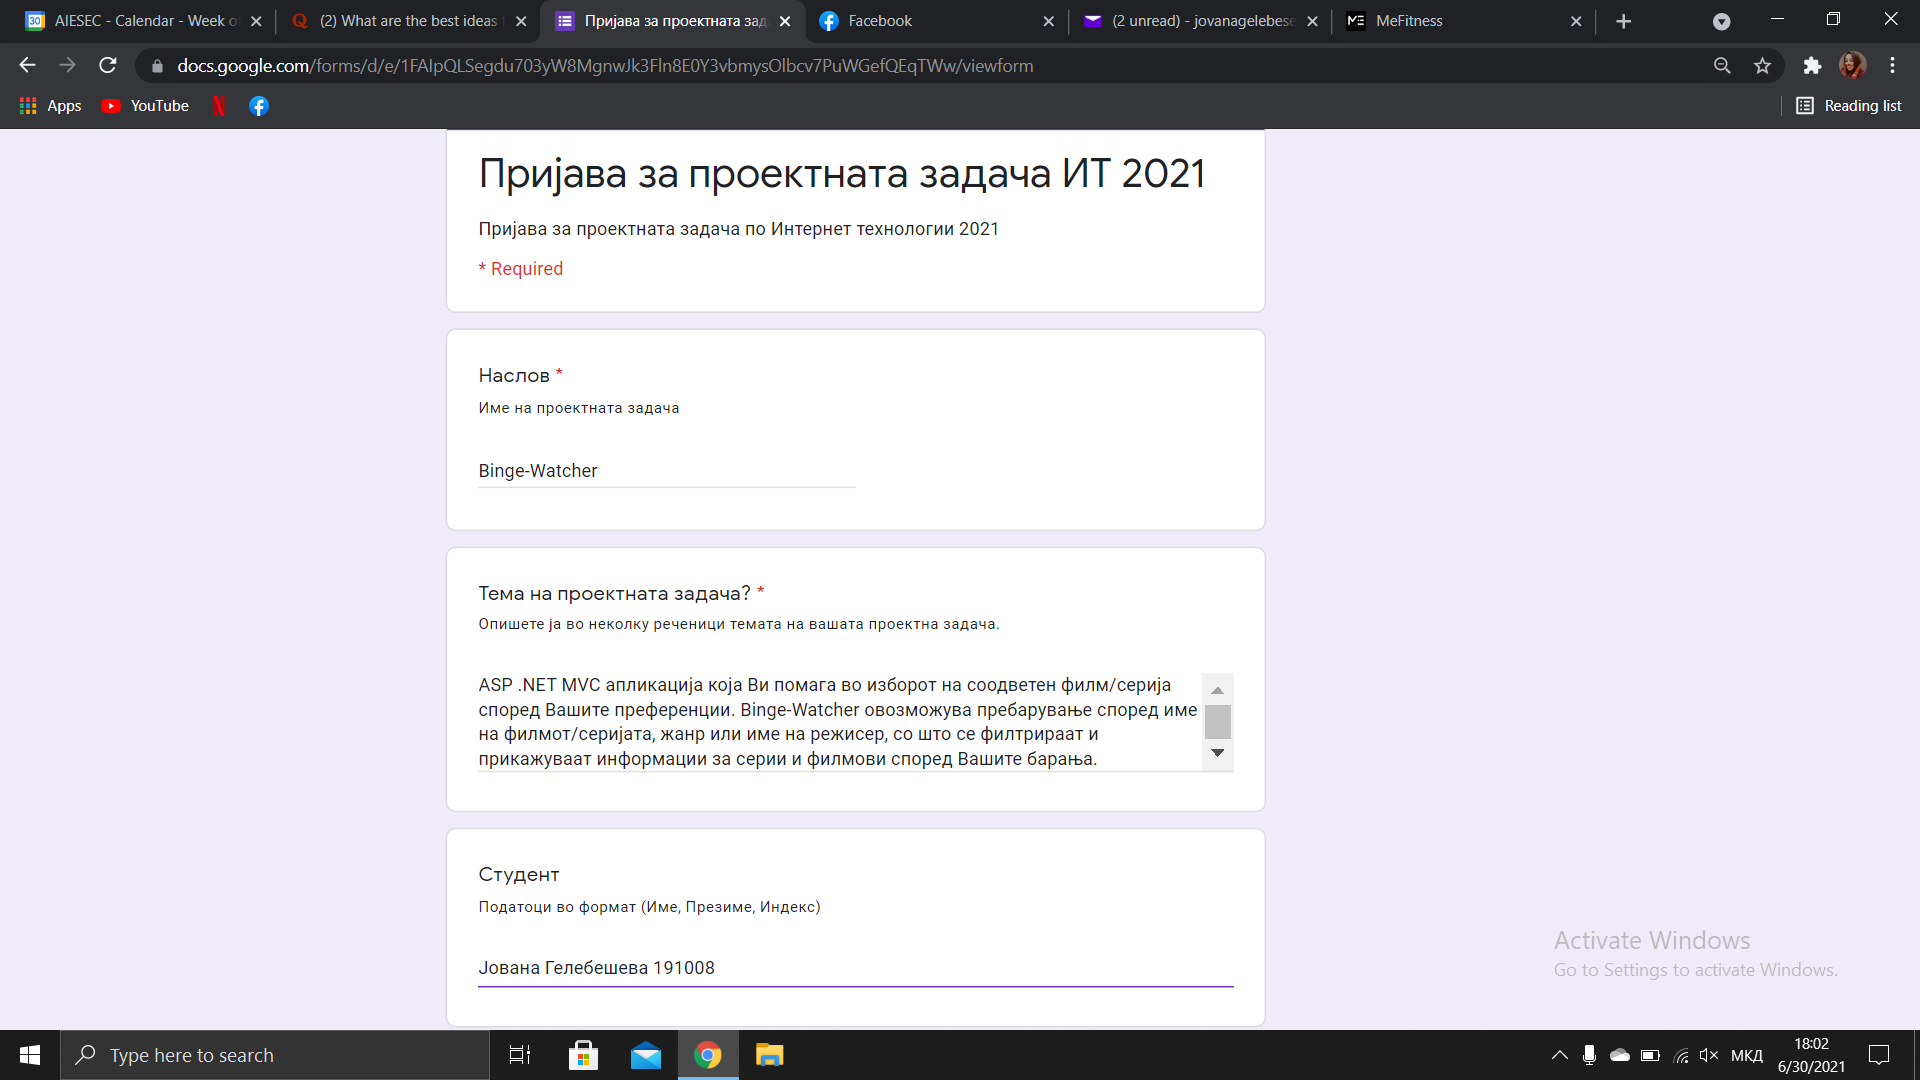 AIESEC - Calendar - Week o
(2) What are the best ideas
Пријава за проектната зад
Facebook
(2 unread) - jovanagelebese
MeFitness
docs.google.com/forms/d/e/1FAIpQLSegdu703yW8MgnwJk3Fln8E0Y3vbmysOlbcv7PuWGefQEqTWw/viewform
Apps
YouTube
Reading list
Пријава за проектната задача ИТ 2021
Пријава за проектната задача по Интернет технологии 2021
* Required
Наслов *
Име на проектната задача
Binge-Watcher
Тема на проектната задача? *
Опишете ја во неколку реченици темата на вашата проектна задача.
ASP .NET MVC апликација која Ви помага во изборот на соодветен филм/серија
според Вашите преференции. Binge-Watcher овозможува пребарување според име
на филмот/серијата, жанр или име на режисер, со што се филтрираат и
прикажуваат информации за серии и филмови според Вашите барања.
Студент
Податоци во формат (Име, Презиме, Индекс)
Јована Гелебешева 191008
Activate Windows
Go to Settings to activate Windows.
Type here to search
МКД
18:02
6/30/2021